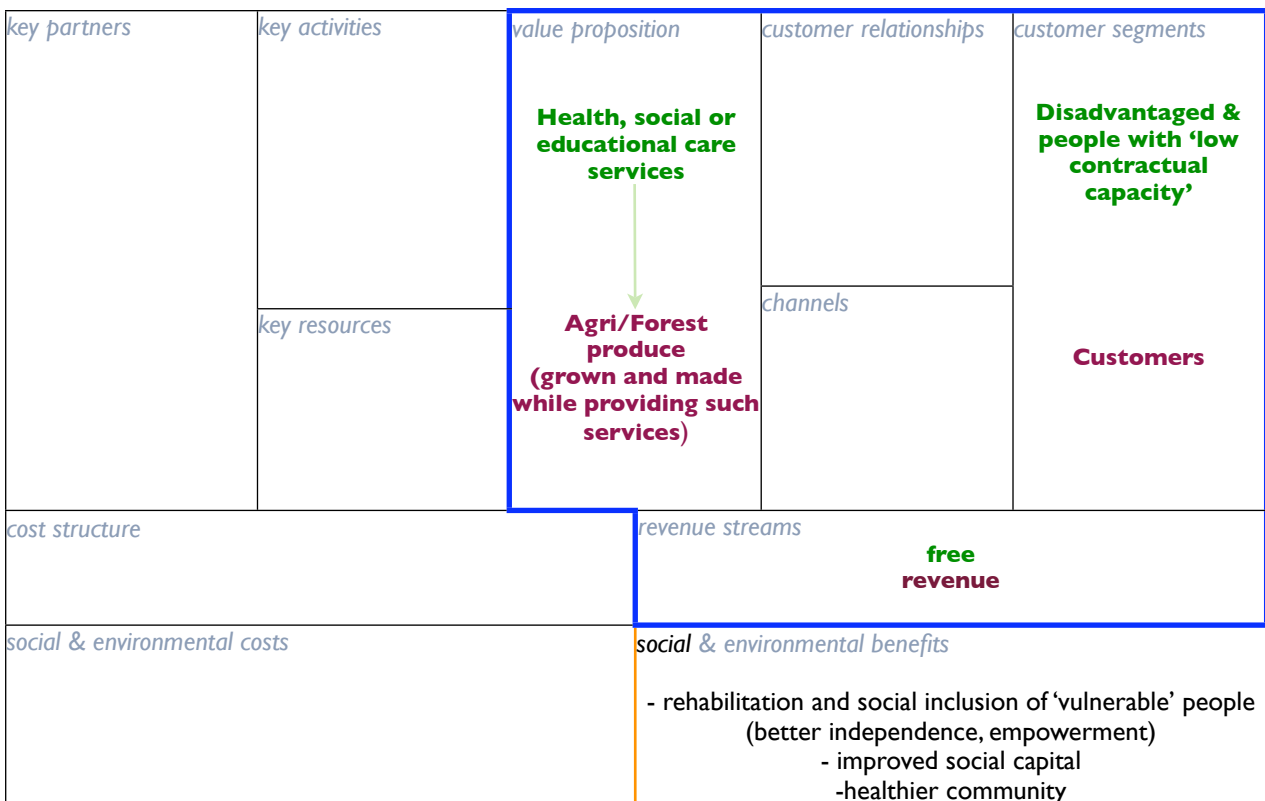 key partners
key activities
value proposition
customer relationships
customer segments
Health, social or
educational care
services
Disadvantaged &
people with ‘low
contractual
capacity’
key resources
Agri/Forest
produce
(grown and made
while providing such
services)
channels
Customers
cost structure
revenue streams
free
revenue
social & environmental costs
social & environmental benefits
- rehabilitation and social inclusion of ‘vulnerable’ people
(better independence, empowerment)
- improved social capital
-healthier community